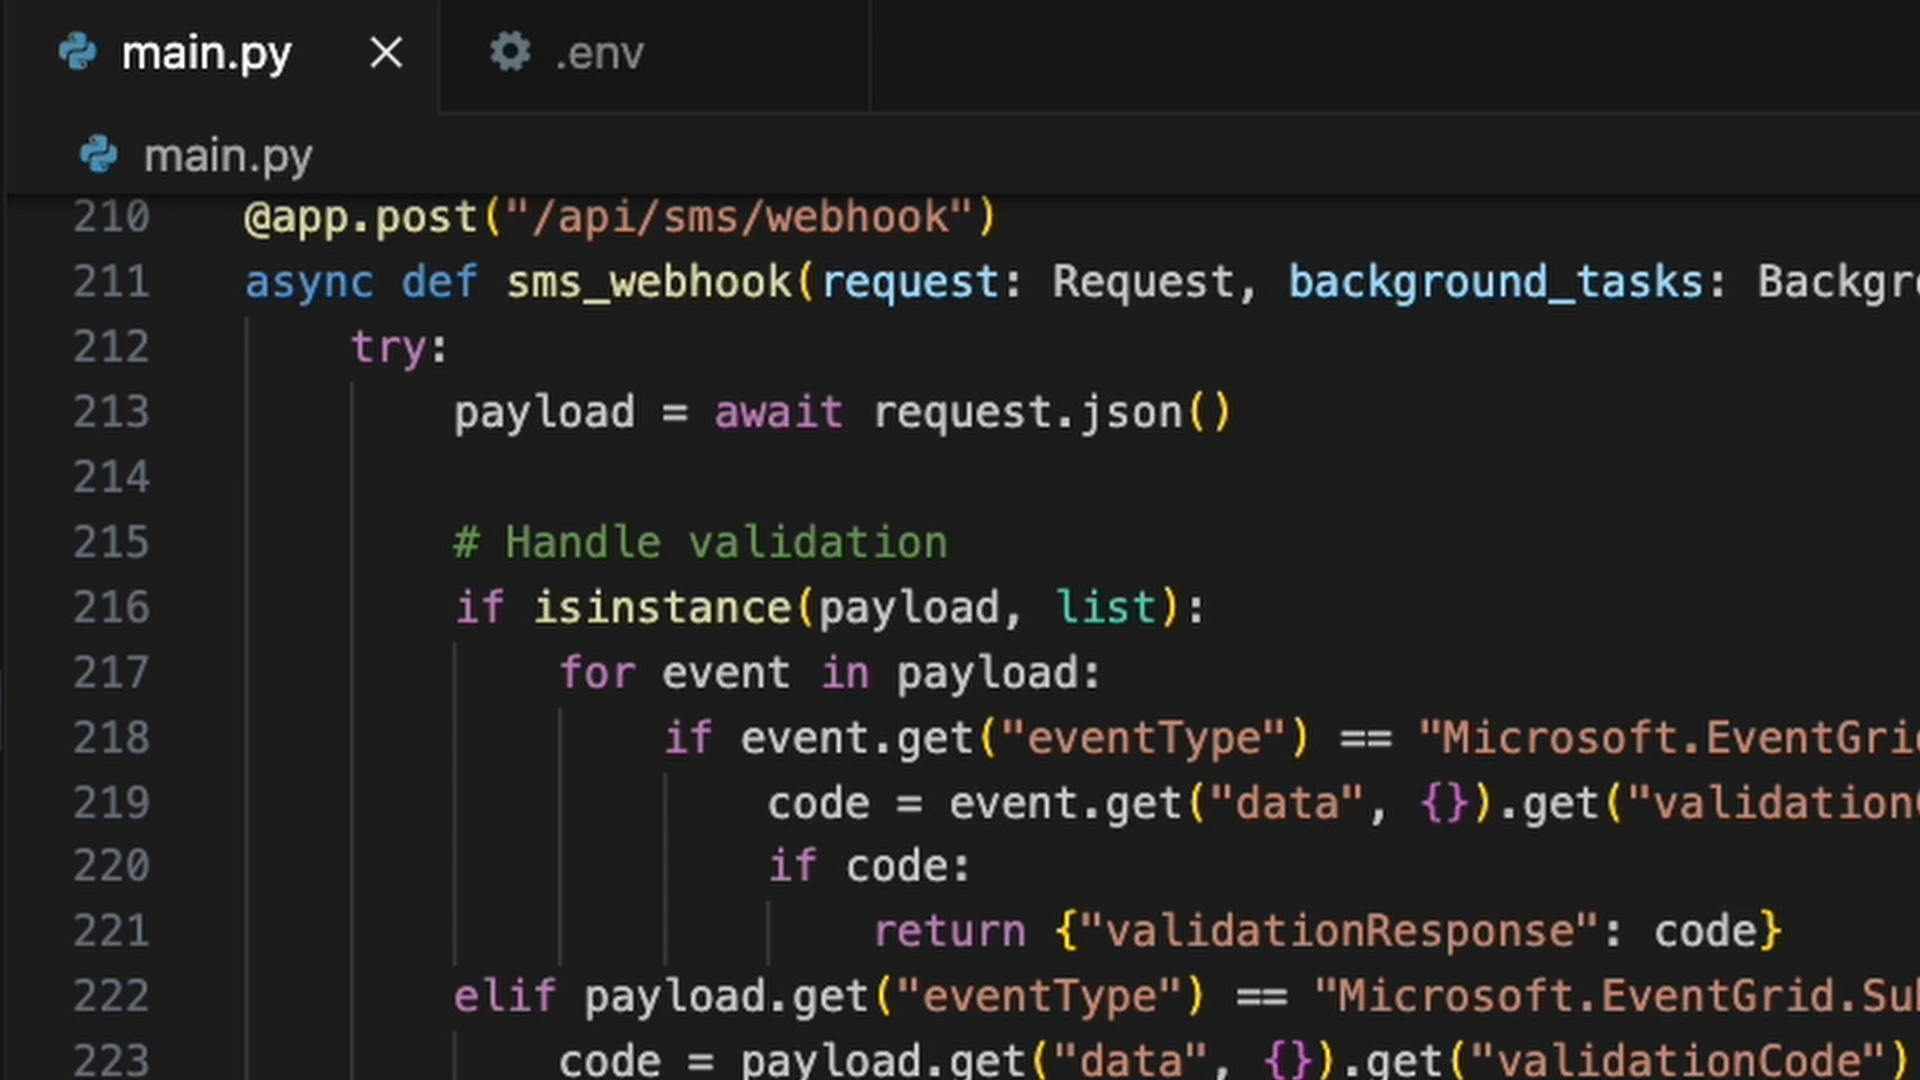 main.py
.env
main.py
210 @app.post("/api/sms/webhook")
211 async def sms_webhook(request: Request, background_tasks:
212 try:
213 payload = await request.json()
214
215 # Handle validation
216 if isinstance(payload, list):
217 for event in payload:
218 if event.get("eventType") == "Microsoft.EventGri
219 code = event.get("data", {}).get("validation
220 if code:
221 return {"validationResponse": code}
222 elif payload.get("eventType") == "Microsoft.EventGrid.Su
223 code = payload.get("data", {}).get("validationCode")